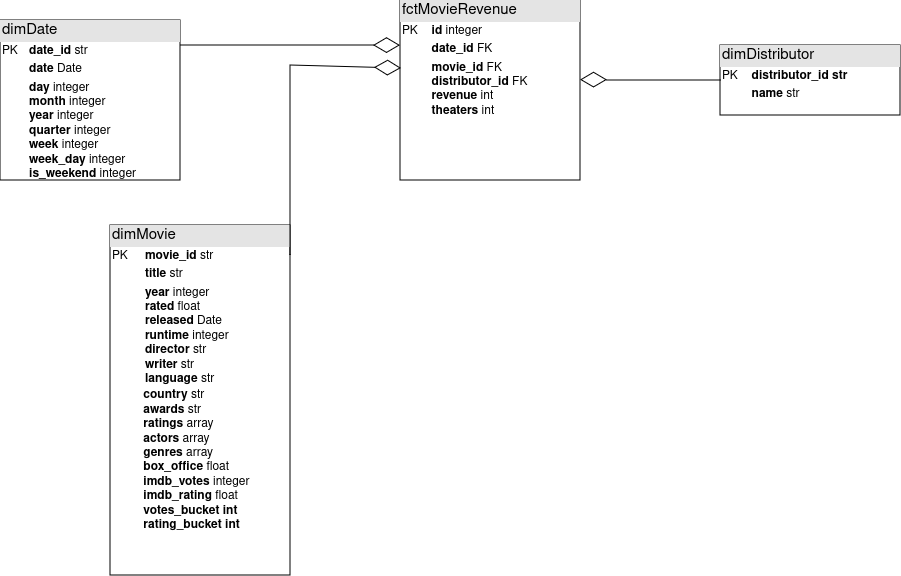 dimDate
PK date_id str
date Date
day integer
month integer
year integer
quarter integer
week integer
week_day integer
is_weekend integer
fctMovieRevenue
PK id integer
date_id FK
movie_id FK
distributor_id FK
revenue int
theaters int
dimDistributor
PK distributor_id str
name str
dimMovie
PK movie_id str
title str
year integer
rated float
released Date
runtime integer
director str
writer str
language str
country str
awards str
ratings array
actors array
genres array
box_office float
imdb_votes integer
imdb_rating float
votes_bucket int
rating_bucket int